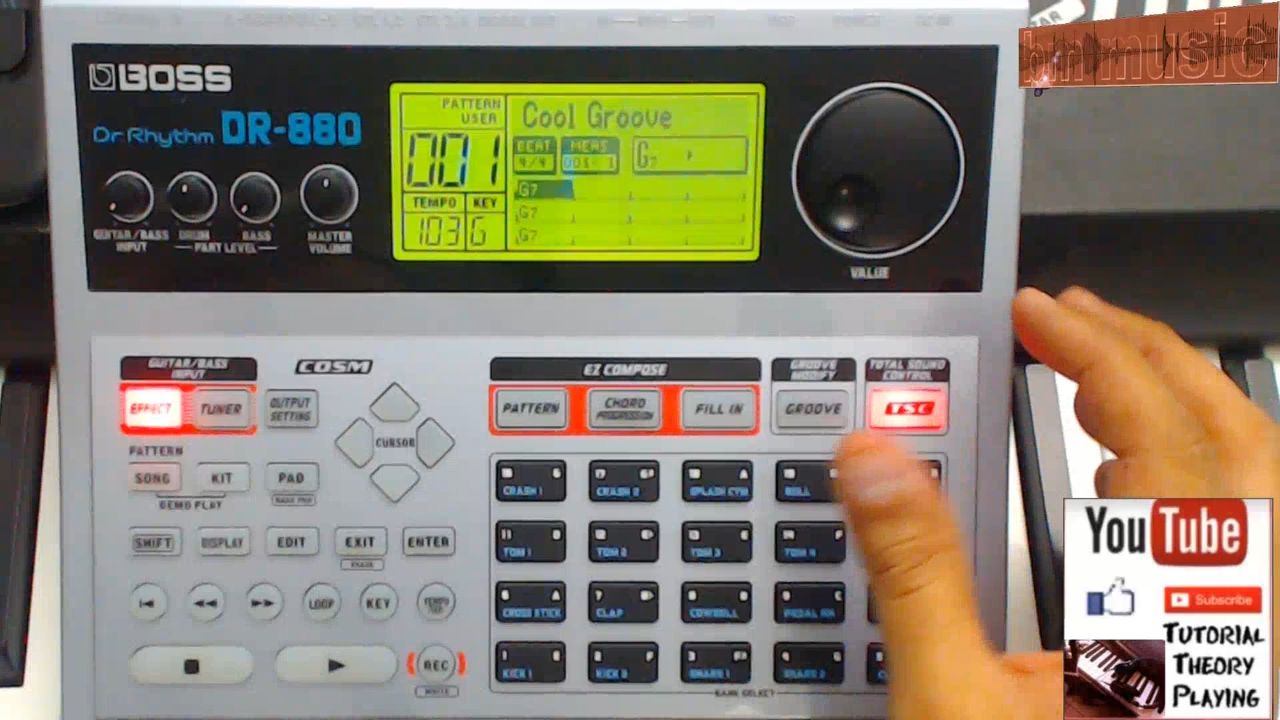 BOSS
bmmusic
Dr Rhythm DR-880
GUITAR/BASS
INPUT
DRUM
BASS
PART LEVEL
MASTER
VOLUME
PATTERN
USER
001
TEMPO
KEY
103
G
Cool Groove
BEAT
MEAS
4/4
001- 1
G7
G7
G7
G7
VALUE
GUITAR/BASS
INPUT
COSM
EZ COMPOSE
GROOVE
MODIFY
TOTAL SOUND
CONTROL
EFFECT
TUNER
OUTPUT
SETTING
PATTERN
CHORD
PROGRESSION
FILL IN
GROOVE
TSC
CURSOR
PATTERN
SONG
KIT
PAD
DEMO PLAY
CRASH 1
CRASH 2
SPLASH CYM
BELL
SHIFT
DISPLAY
EDIT
EXIT
ENTER
TOM 1
TOM 2
TOM 3
TOM 4
LOOP
KEY
CROSS STICK
CLAP
COWBELL
PEDAL HH
REC
KICK 1
KICK 2
SNARE 1
SNARE 2
BANK SELECT
You Tube
Subscribe
TUTORIAL
THEORY
PLAYING